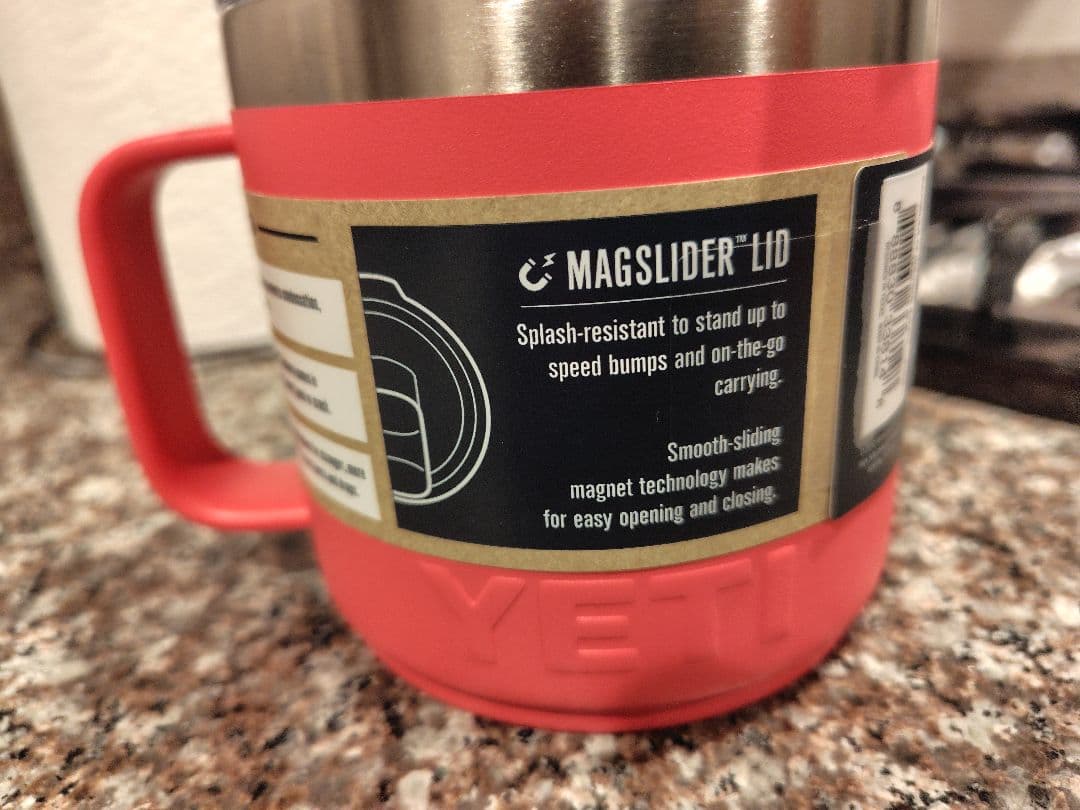 MAGSLIDER™ LID
Splash-resistant to stand up to
speed bumps and on-the-go
carrying.
Smooth-sliding
magnet technology makes
for easy opening and closing.
YETI